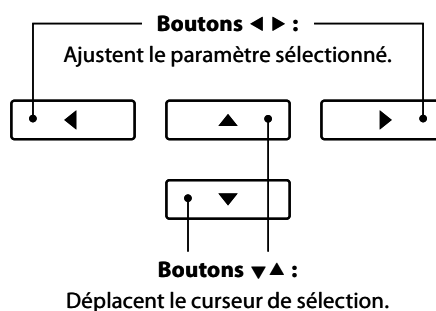 Boutons ◀ ▶ :
Ajustent le paramètre sélectionné.
Boutons ▼▲ :
Déplacent le curseur de sélection.